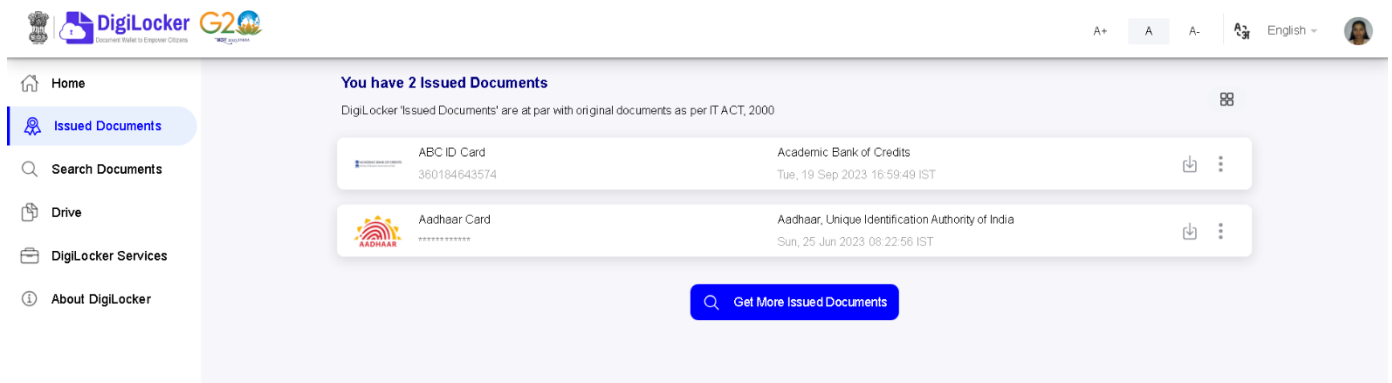 DigiLocker
Document Wallet to Empower Citizens
G20
A+ A A- English
Home
Issued Documents
Search Documents
Drive
DigiLocker Services
About DigiLocker
You have 2 Issued Documents
DigiLocker 'Issued Documents' are at par with original documents as per IT ACT, 2000
ABC ID Card Academic Bank of Credits
360184643574 Tue, 19 Sep 2023 16:59:49 IST
Aadhaar Card Aadhaar, Unique Identification Authority of India
************ Sun, 25 Jun 2023 08:22:56 IST
AADHAAR
Get More Issued Documents